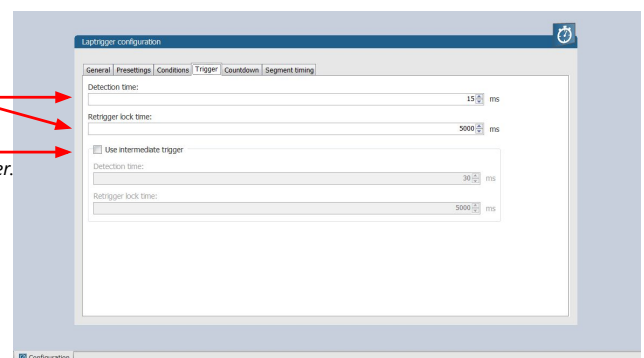 Laptrigger configuration
General Presettings Conditions Trigger Countdown Segment timing
Detection time:
15 ms
Retrigger lock time:
5000 ms
Use intermediate trigger
er.
Detection time:
30 ms
Retrigger lock time:
5000 ms
Configuration